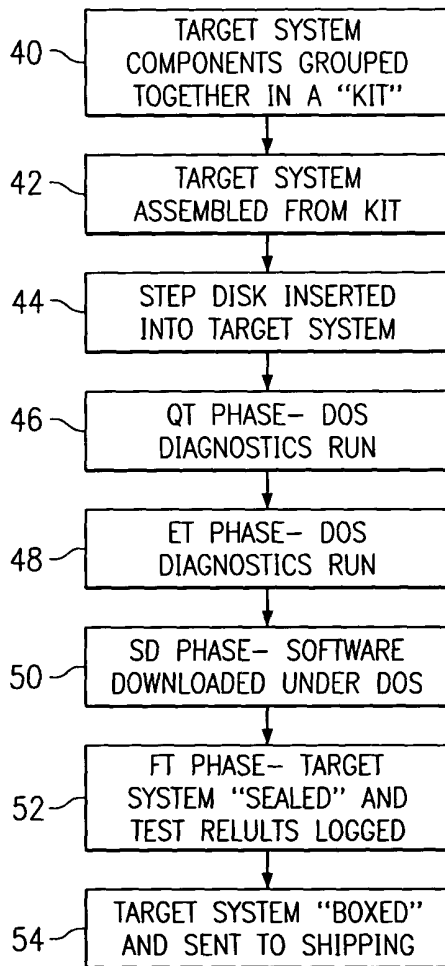 40
TARGET SYSTEM
COMPONENTS GROUPED
TOGETHER IN A "KIT"
42
TARGET SYSTEM
ASSEMBLED FROM KIT
44
STEP DISK INSERTED
INTO TARGET SYSTEM
46
QT PHASE– DOS
DIAGNOSTICS RUN
48
ET PHASE– DOS
DIAGNOSTICS RUN
50
SD PHASE– SOFTWARE
DOWNLOADED UNDER DOS
52
FT PHASE– TARGET
SYSTEM "SEALED" AND
TEST RELULTS LOGGED
54
TARGET SYSTEM "BOXED"
AND SENT TO SHIPPING